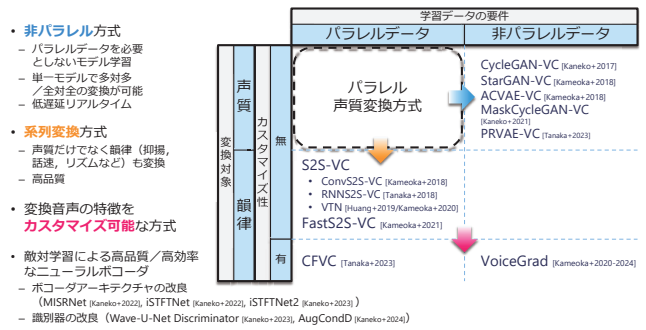 • 非パラレル方式
– パラレルデータを必要
としないモデル学習
– 単一モデルで多対多
／全対全の変換が可能
– 低遅延リアルタイム
• 系列変換方式
– 声質だけでなく韻律（抑揚,
話速，リズムなど）も変換
– 高品質
• 変換音声の特徴を
カスタマイズ可能な方式
• 敵対学習による高品質／高効率
なニューラルボコーダ
– ボコーダアーキテクチャの改良
（MISRNet [Kaneko+2022], iSTFTNet [Kaneko+2022], iSTFTNet2 [Kaneko+2023] ）
– 識別器の改良（Wave-U-Net Discriminator [Kaneko+2023], AugCondD [Kaneko+2024]）
学習データの要件
パラレルデータ
非パラレルデータ
変換対象
声質
韻律
カスタマイズ性
無
有
パラレル
声質変換方式
CycleGAN-VC [Kaneko+2017]
StarGAN-VC [Kameoka+2018]
ACVAE-VC [Kameoka+2018]
MaskCycleGAN-VC
[Kaneko+2021]
PRVAE-VC [Tanaka+2023]
S2S-VC
• ConvS2S-VC [Kameoka+2018]
• RNNS2S-VC [Tanaka+2018]
• VTN [Huang+2019/Kameoka+2020]
FastS2S-VC [Kameoka+2021]
CFVC [Tanaka+2023]
VoiceGrad [Kameoka+2020-2024]